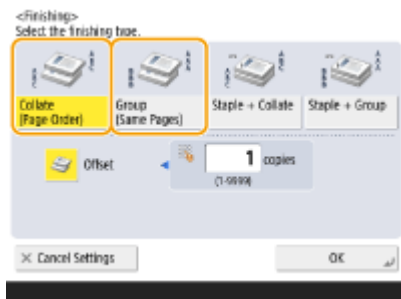 <Finishing>
Select the finishing type.
Collate
(Page Order)
Group
(Same Pages)
Staple + Collate
Staple + Group
Offset
1 copies
(1-9999)
× Cancel Settings
OK